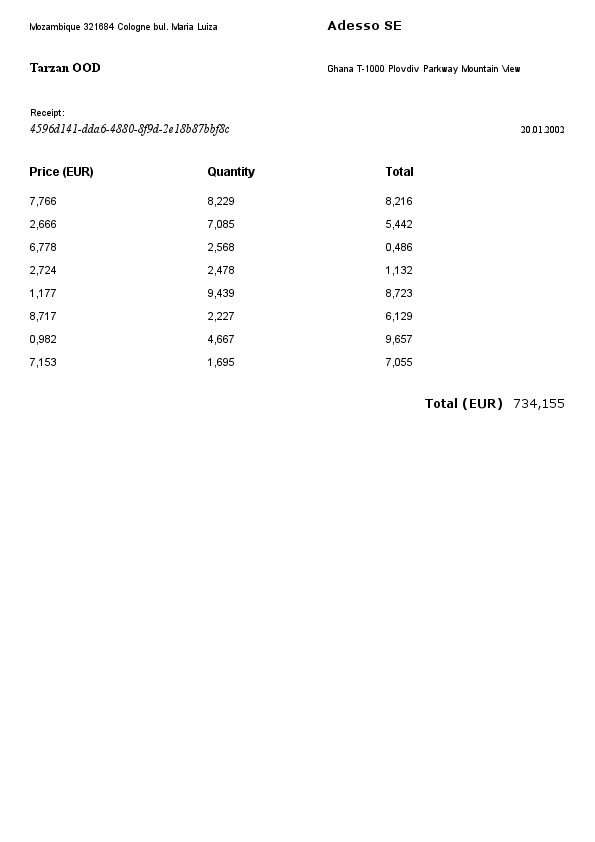 Mozambique 321684 Cologne bul. Maria Luiza
Adesso SE
Tarzan OOD
Ghana T-1000 Plovdiv Parkway Mountain View
Receipt:
4596d141-dda6-4880-8f9d-2e18b87bbf8c
20.01.2002
Price (EUR) Quantity Total
7,766 8,229 8,216
2,666 7,085 5,442
6,778 2,568 0,486
2,724 2,478 1,132
1,177 9,439 8,723
8,717 2,227 6,129
0,982 4,667 9,657
7,153 1,695 7,055
Total (EUR) 734,155